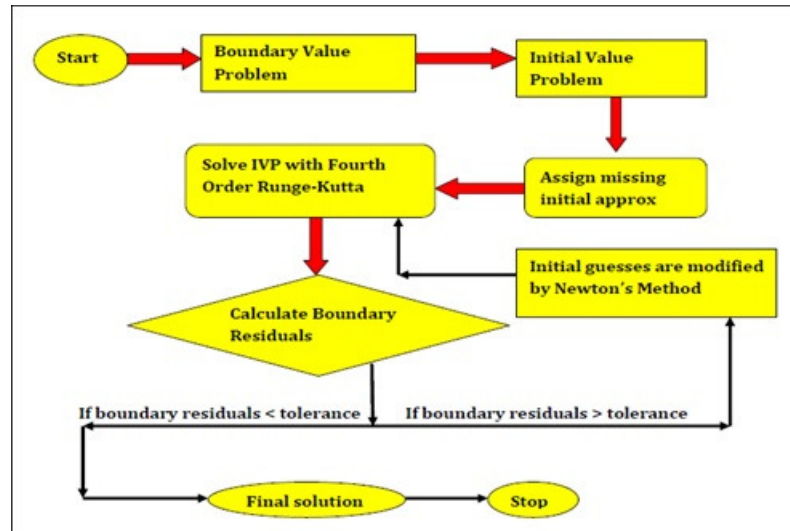 Start
Boundary Value
Problem
Initial Value
Problem
Solve IVP with Fourth
Order Runge-Kutta
Assign missing
initial approx
Initial guesses are modified
by Newton's Method
Calculate Boundary
Residuals
If boundary residuals < tolerance
If boundary residuals > tolerance
Final solution
Stop